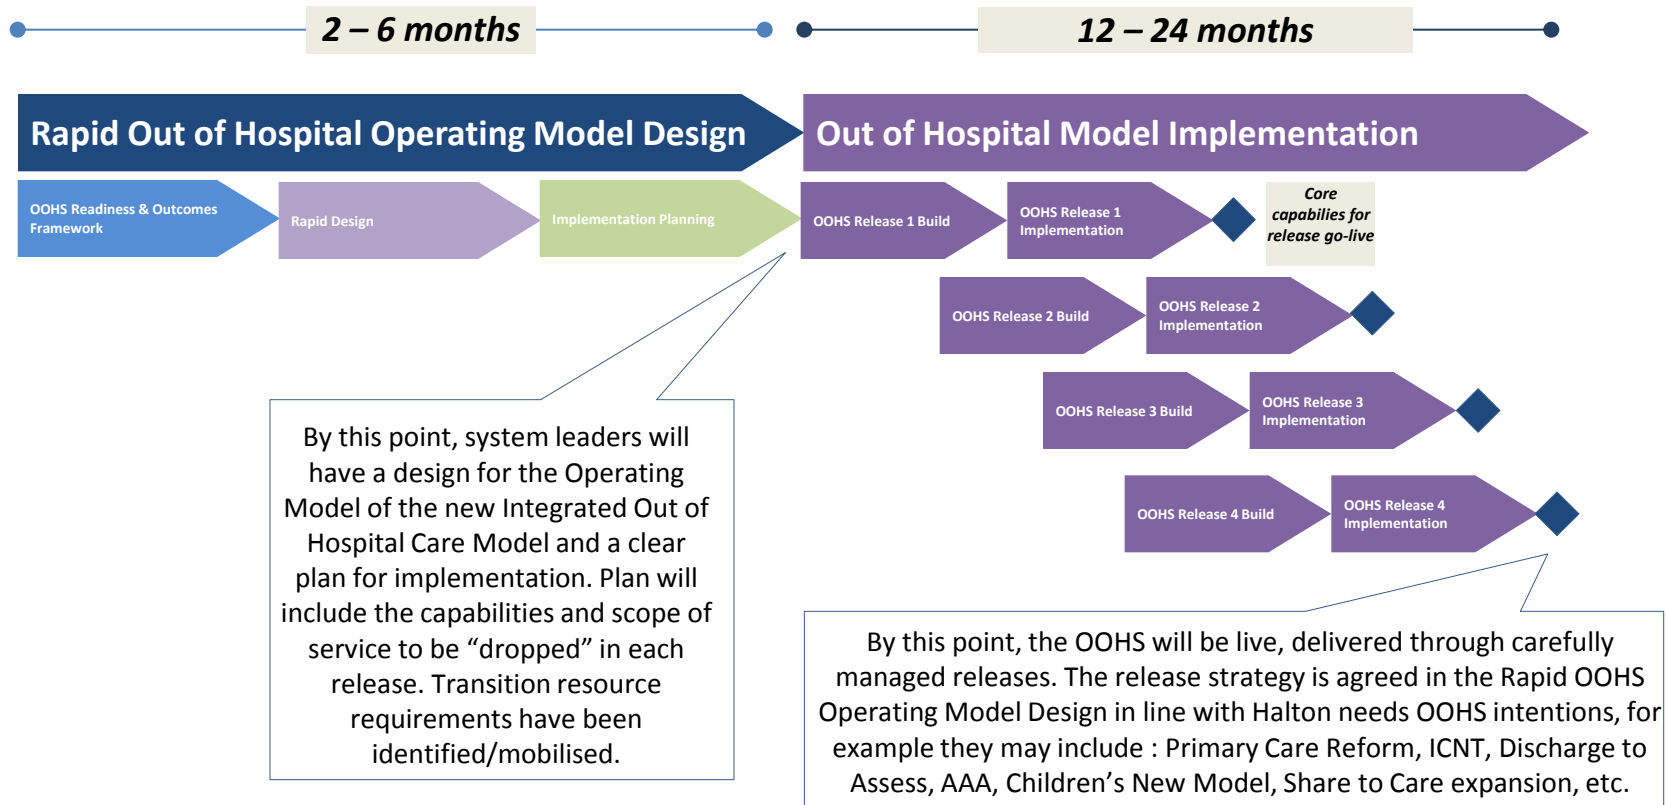 2 – 6 months
12 – 24 months
Rapid Out of Hospital Operating Model Design
Out of Hospital Model Implementation
OOHS Readiness & Outcomes
Framework
Rapid Design
Implementation Planning
OOHS Release 1 Build
OOHS Release 1
Implementation
Core
capabilies for
release go-live
OOHS Release 2 Build
OOHS Release 2
Implementation
OOHS Release 3 Build
OOHS Release 3
Implementation
OOHS Release 4 Build
OOHS Release 4
Implementation
By this point, system leaders will
have a design for the Operating
Model of the new Integrated Out of
Hospital Care Model and a clear
plan for implementation. Plan will
include the capabilities and scope of
service to be “dropped” in each
release. Transition resource
requirements have been
identified/mobilised.
By this point, the OOHS will be live, delivered through carefully
managed releases. The release strategy is agreed in the Rapid OOHS
Operating Model Design in line with Halton needs OOHS intentions, for
example they may include : Primary Care Reform, ICNT, Discharge to
Assess, AAA, Children’s New Model, Share to Care expansion, etc.